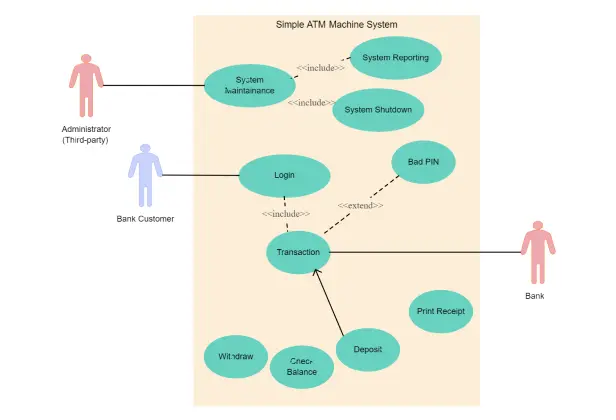 Simple ATM Machine System
System Reporting
<<include>>
System
Maintainance
<<include>>
System Shutdown
Administrator
(Third-party)
Bad PIN
Login
Bank Customer
<<extend>>
<<include>>
Transaction
Bank
Print Receipt
Deposit
Witdraw
Check
Balance